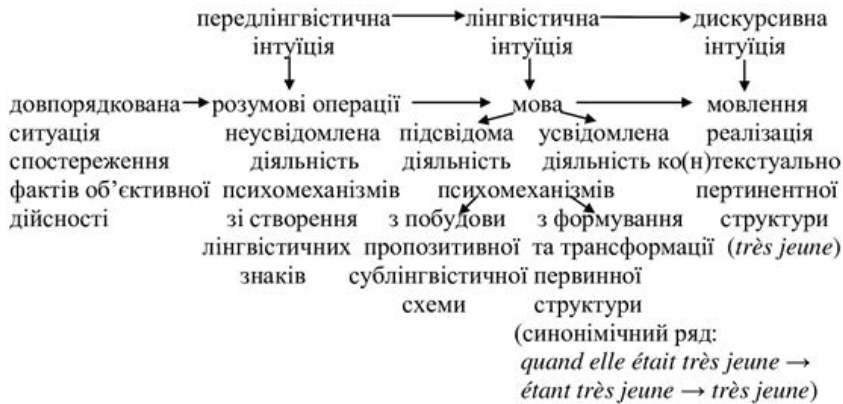 передлінгвістична → лінгвістична → дискурсивна
інтуїція інтуїція інтуїція
довпорядкована → розумові операції → мова → мовлення
ситуація неусвідомлена підсвідома усвідомлена реалізація
спостереження діяльність діяльність діяльність ко(н)текстуально
фактів об’єктивної психомеханізмів психомеханізмів пертинентної
дійсності зі створення з побудови з формування структури
лінгвістичних пропозитивної та трансформації (très jeune)
знаків сублінгвістичної первинної
схеми структури
(синонімічний ряд:
quand elle était très jeune →
étant très jeune → très jeune)